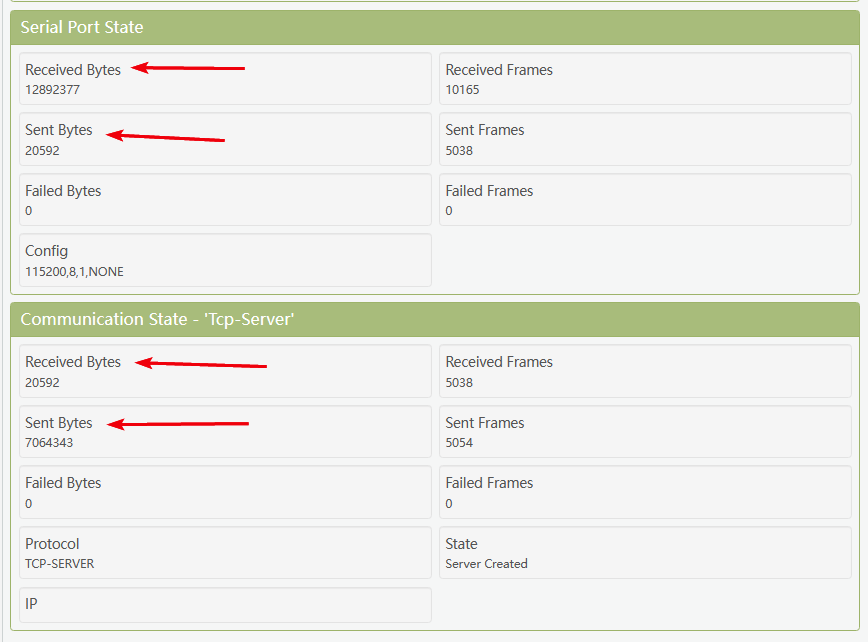 Serial Port State
Received Bytes
12892377
Received Frames
10165
Sent Bytes
20592
Sent Frames
5038
Failed Bytes
0
Failed Frames
0
Config
115200,8,1,NONE
Communication State - 'Tcp-Server'
Received Bytes
20592
Received Frames
5038
Sent Bytes
7064343
Sent Frames
5054
Failed Bytes
0
Failed Frames
0
Protocol
TCP-SERVER
State
Server Created
IP